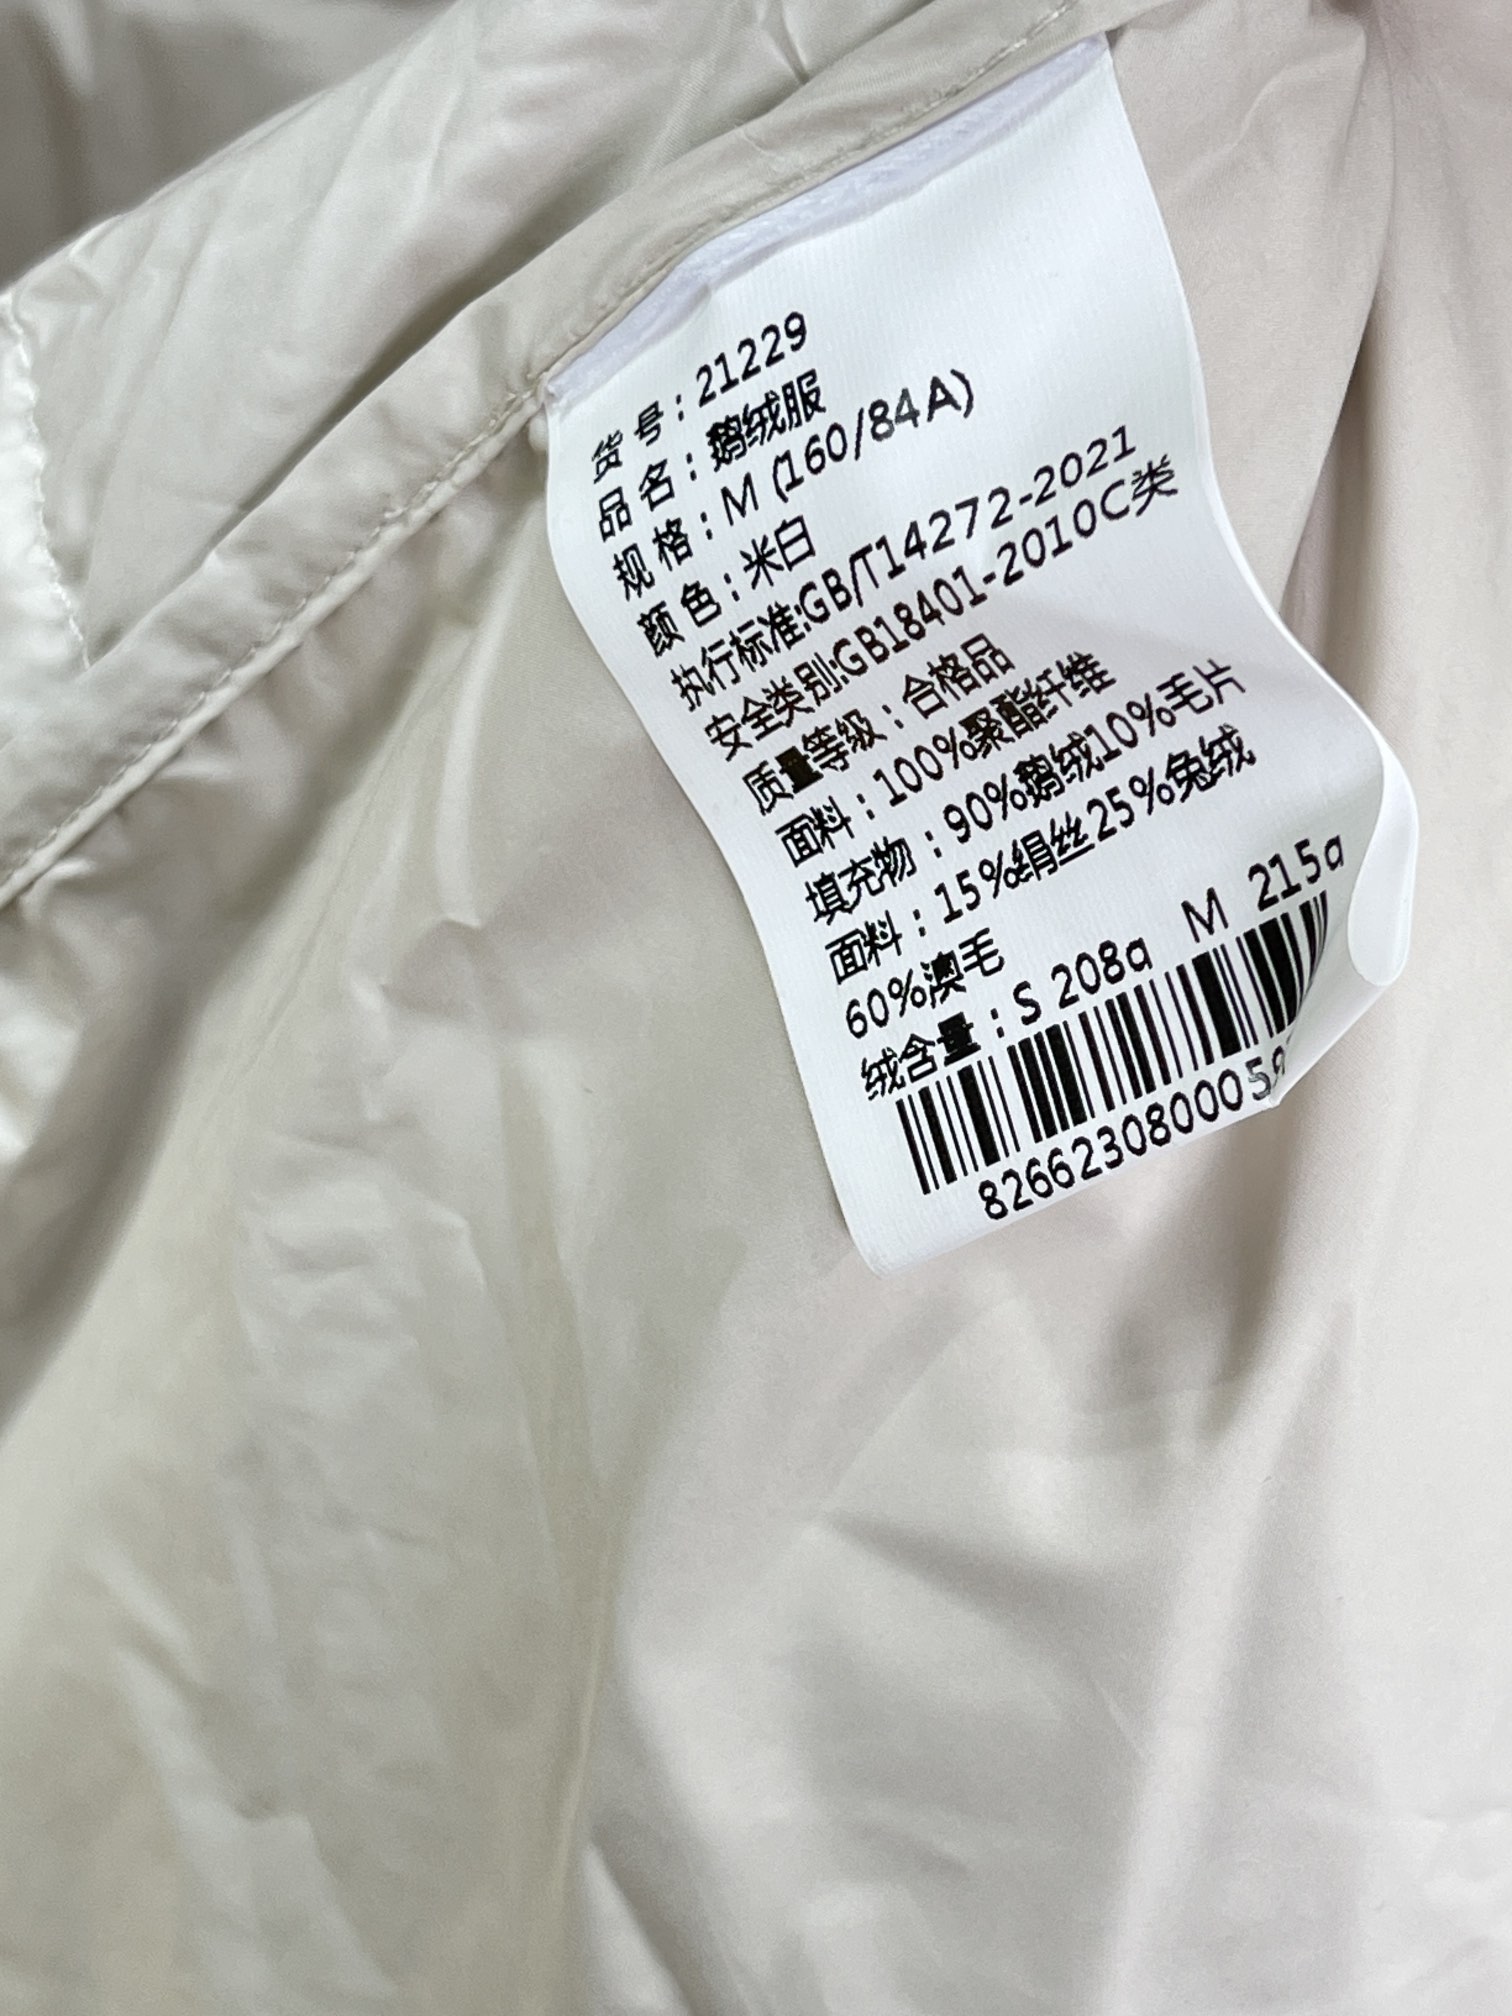 货号：21229
品名：鹅绒服
规格：M (160/84A)
颜色：米白
执行标准:GB/T14272-2021
安全类别:GB18401-2010C类
质量等级：合格品
面料：100%聚酯纤维
填充物：90%鹅绒10%毛片
面料：15%绢丝25%兔绒
60%澳毛
绒含量：S 208g M 215g
8266230800059